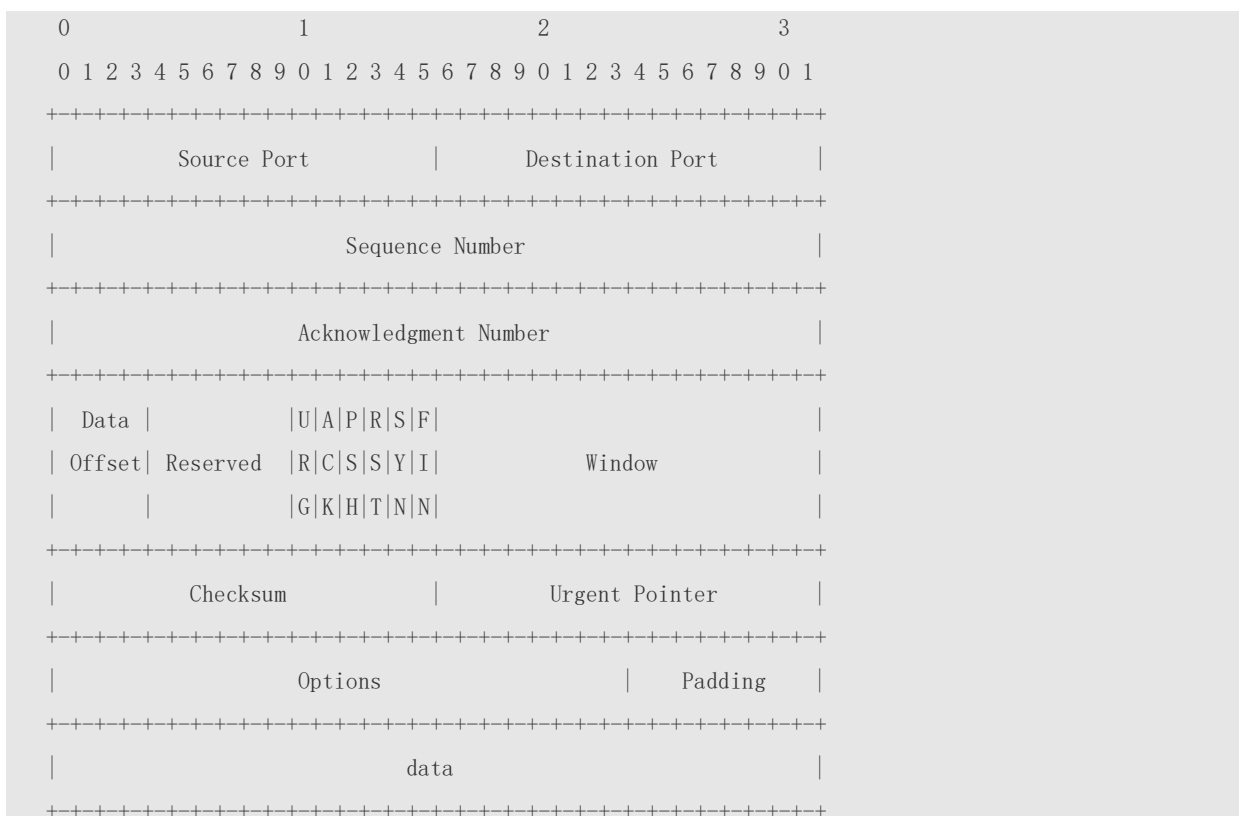 0                   1                   2                   3
 0 1 2 3 4 5 6 7 8 9 0 1 2 3 4 5 6 7 8 9 0 1 2 3 4 5 6 7 8 9 0 1
+-+-+-+-+-+-+-+-+-+-+-+-+-+-+-+-+-+-+-+-+-+-+-+-+-+-+-+-+-+-+-+-+
|          Source Port          |       Destination Port        |
+-+-+-+-+-+-+-+-+-+-+-+-+-+-+-+-+-+-+-+-+-+-+-+-+-+-+-+-+-+-+-+-+
|                        Sequence Number                        |
+-+-+-+-+-+-+-+-+-+-+-+-+-+-+-+-+-+-+-+-+-+-+-+-+-+-+-+-+-+-+-+-+
|                    Acknowledgment Number                      |
+-+-+-+-+-+-+-+-+-+-+-+-+-+-+-+-+-+-+-+-+-+-+-+-+-+-+-+-+-+-+-+-+
|  Data |           |U|A|P|R|S|F|                               |
| Offset| Reserved  |R|C|S|S|Y|I|            Window             |
|       |           |G|K|H|T|N|N|                               |
+-+-+-+-+-+-+-+-+-+-+-+-+-+-+-+-+-+-+-+-+-+-+-+-+-+-+-+-+-+-+-+-+
|           Checksum            |         Urgent Pointer        |
+-+-+-+-+-+-+-+-+-+-+-+-+-+-+-+-+-+-+-+-+-+-+-+-+-+-+-+-+-+-+-+-+
|                    Options                    |    Padding    |
+-+-+-+-+-+-+-+-+-+-+-+-+-+-+-+-+-+-+-+-+-+-+-+-+-+-+-+-+-+-+-+-+
|                             data                              |
+-+-+-+-+-+-+-+-+-+-+-+-+-+-+-+-+-+-+-+-+-+-+-+-+-+-+-+-+-+-+-+-+